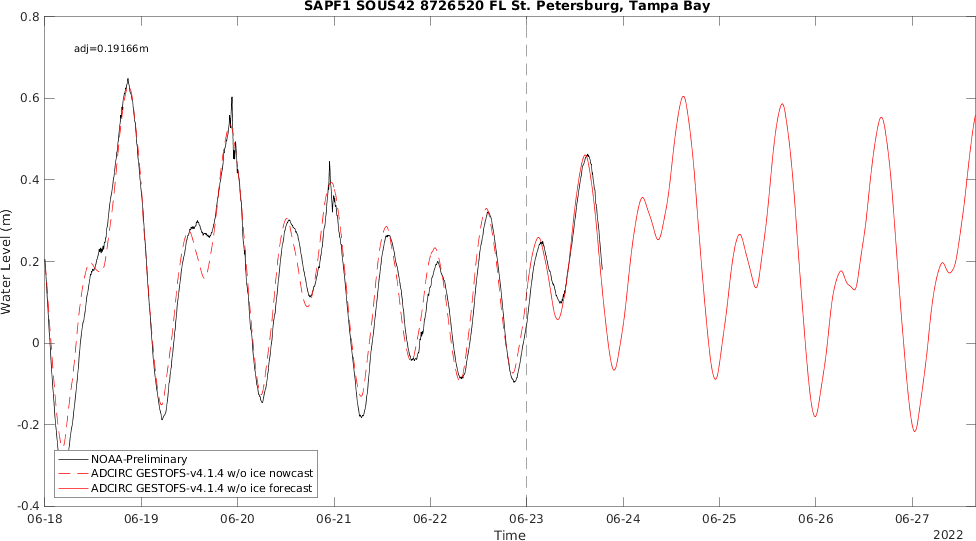 SAPF1 SOUS42 8726520 FL St. Petersburg, Tampa Bay
adj=0.19166m
0.8
0.6
0.4
0.2
0
-0.2
-0.4
Water Level (m)
NOAA-Preliminary
ADCIRC GESTOFS-v4.1.4 w/o ice nowcast
ADCIRC GESTOFS-v4.1.4 w/o ice forecast
06-18 06-19 06-20 06-21 06-22 06-23 06-24 06-25 06-26 06-27
Time
2022